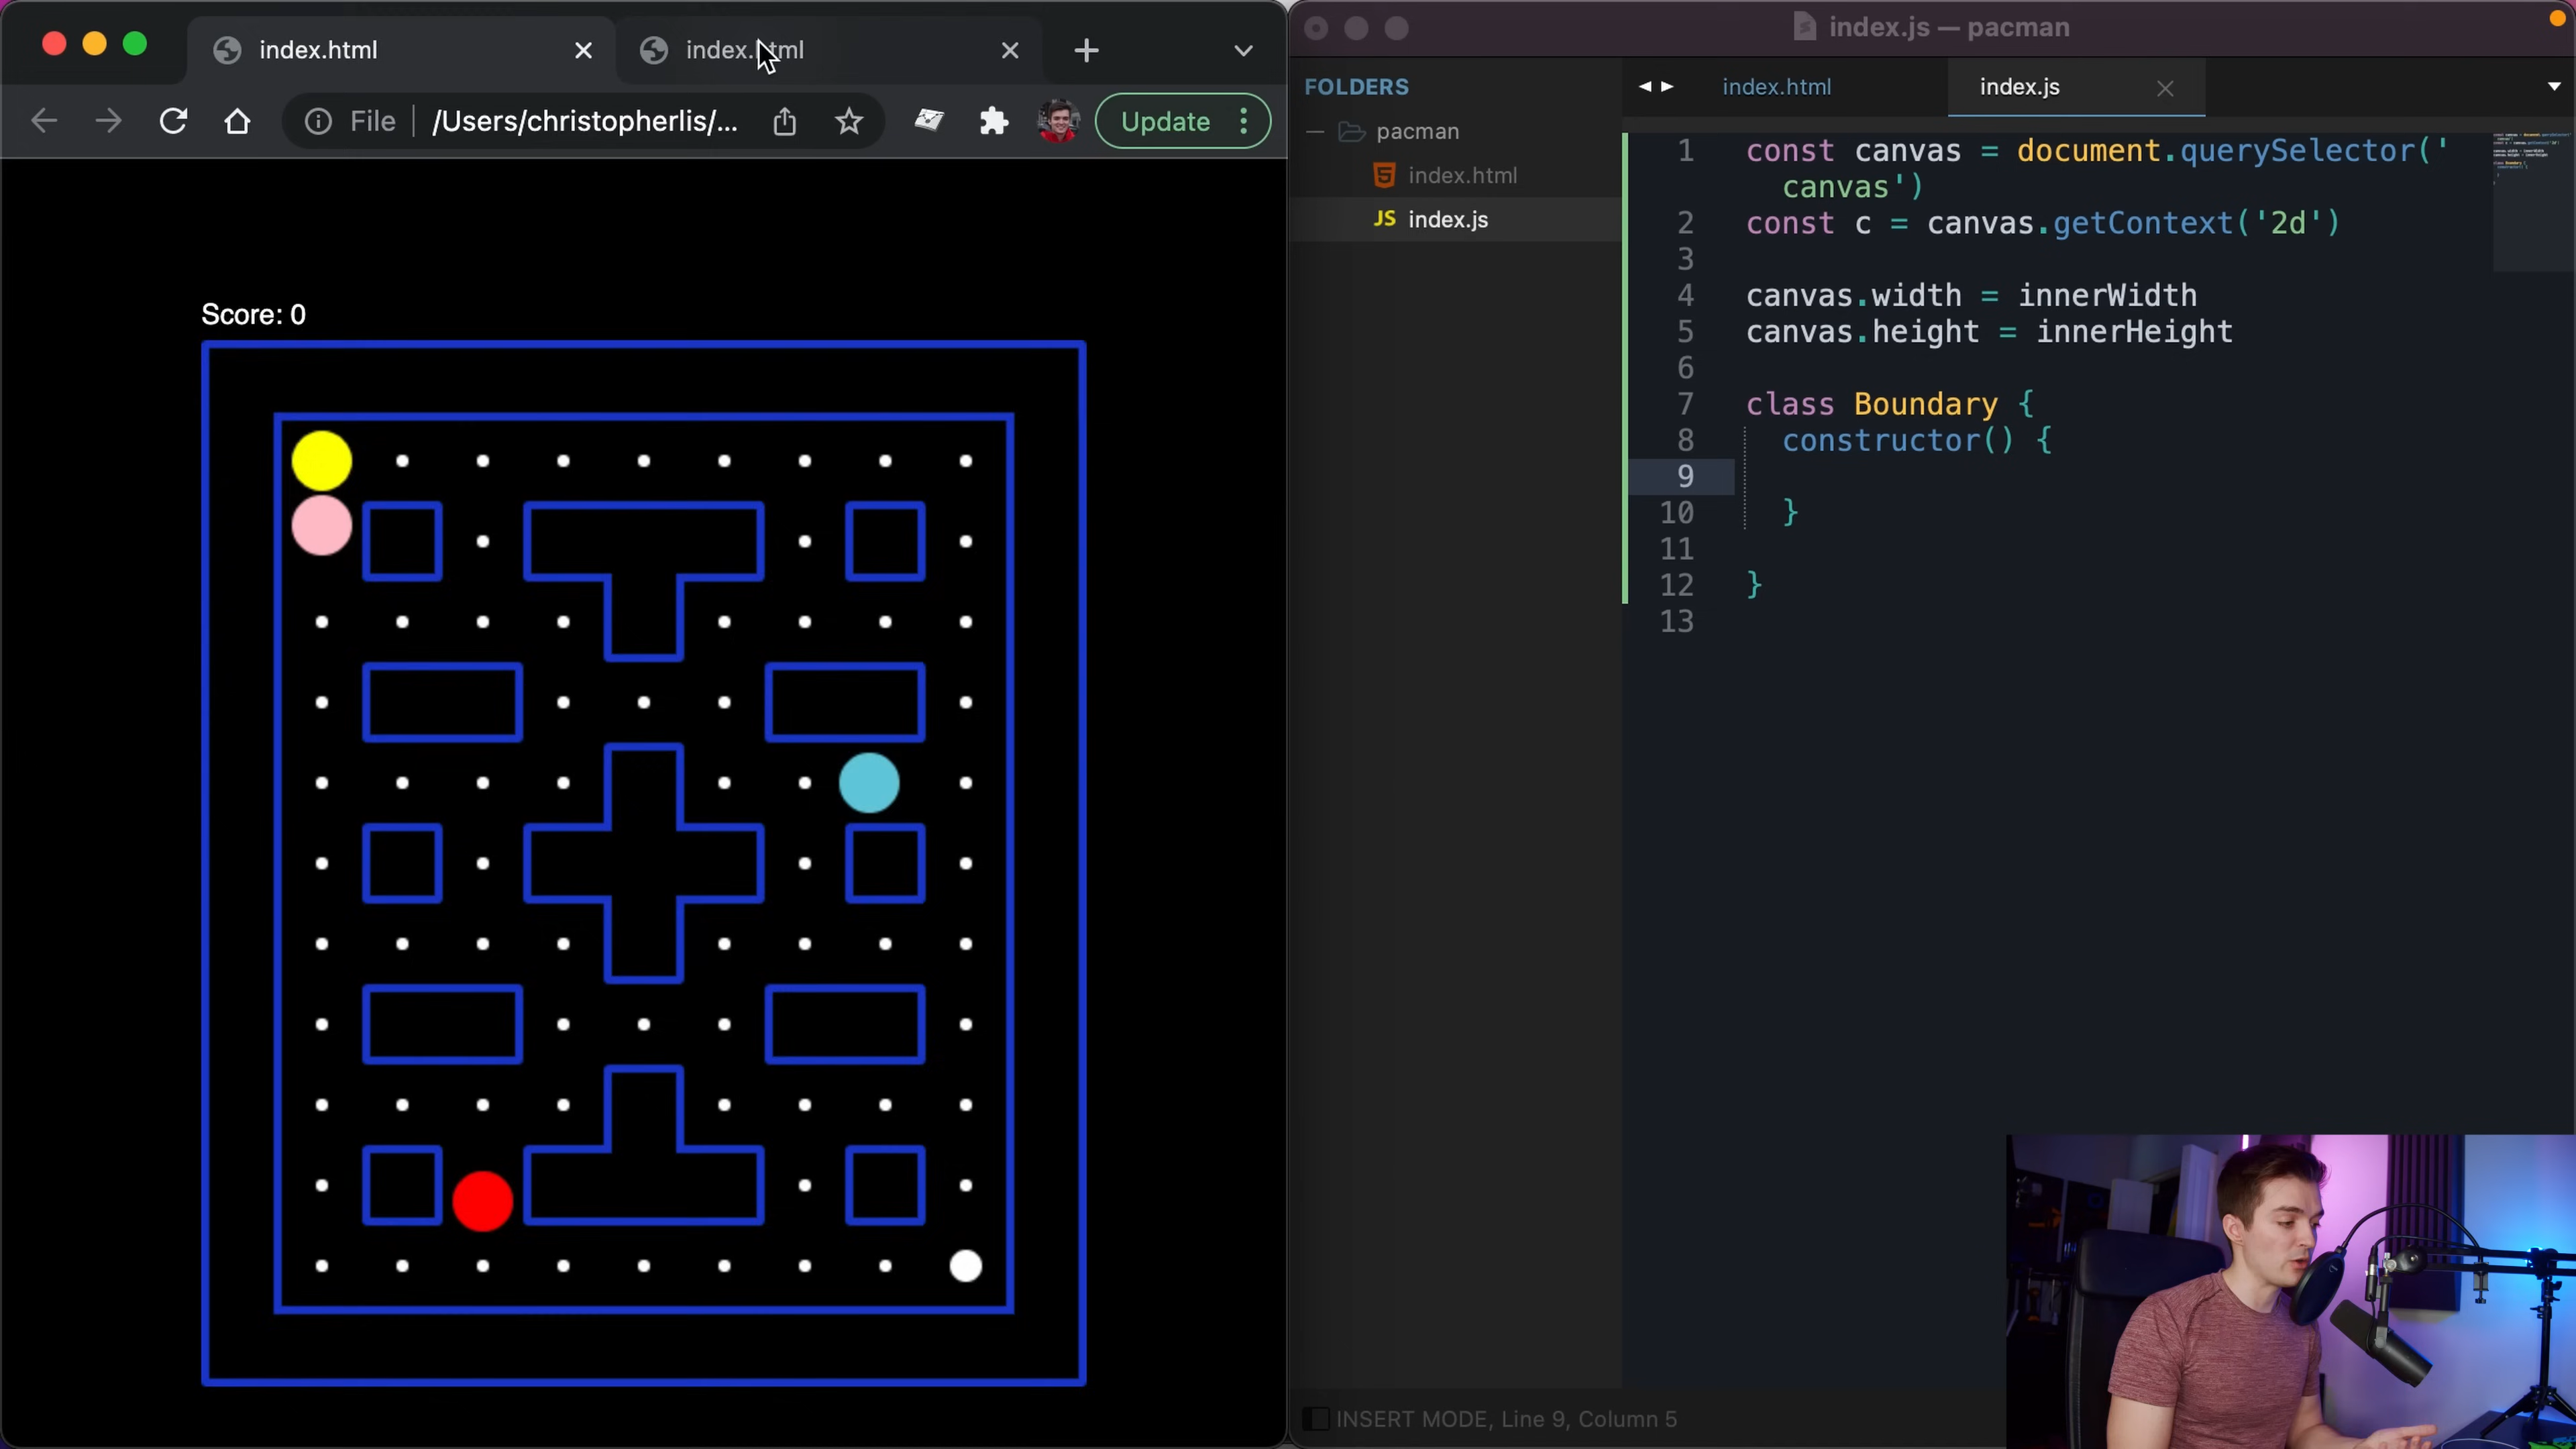 index.html
index.html
File
/Users/christopherlis/...
Update
Score: 0
index.js — pacman
FOLDERS
pacman
index.html
JS index.js
index.html
index.js
1 const canvas = document.querySelector('
canvas')
2 const c = canvas.getContext('2d')
3
4 canvas.width = innerWidth
5 canvas.height = innerHeight
6
7 class Boundary {
8 constructor() {
9
10 }
11
12 }
13
INSERT MODE, Line 9, Column 5